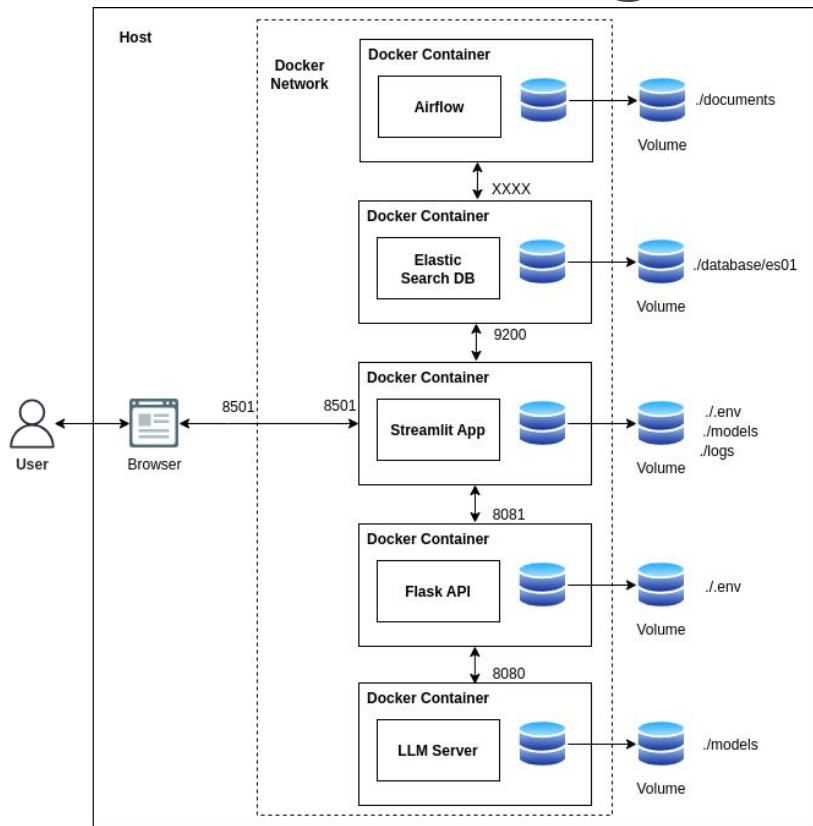 Host
Docker
Network
Docker Container
Airflow
./documents
Volume
XXXX
Docker Container
Elastic
Search DB
./database/es01
Volume
9200
Docker Container
8501
8501
Streamlit App
./.env
./models
./logs
User
Browser
Volume
8081
Docker Container
Flask API
./.env
Volume
8080
Docker Container
LLM Server
./models
Volume